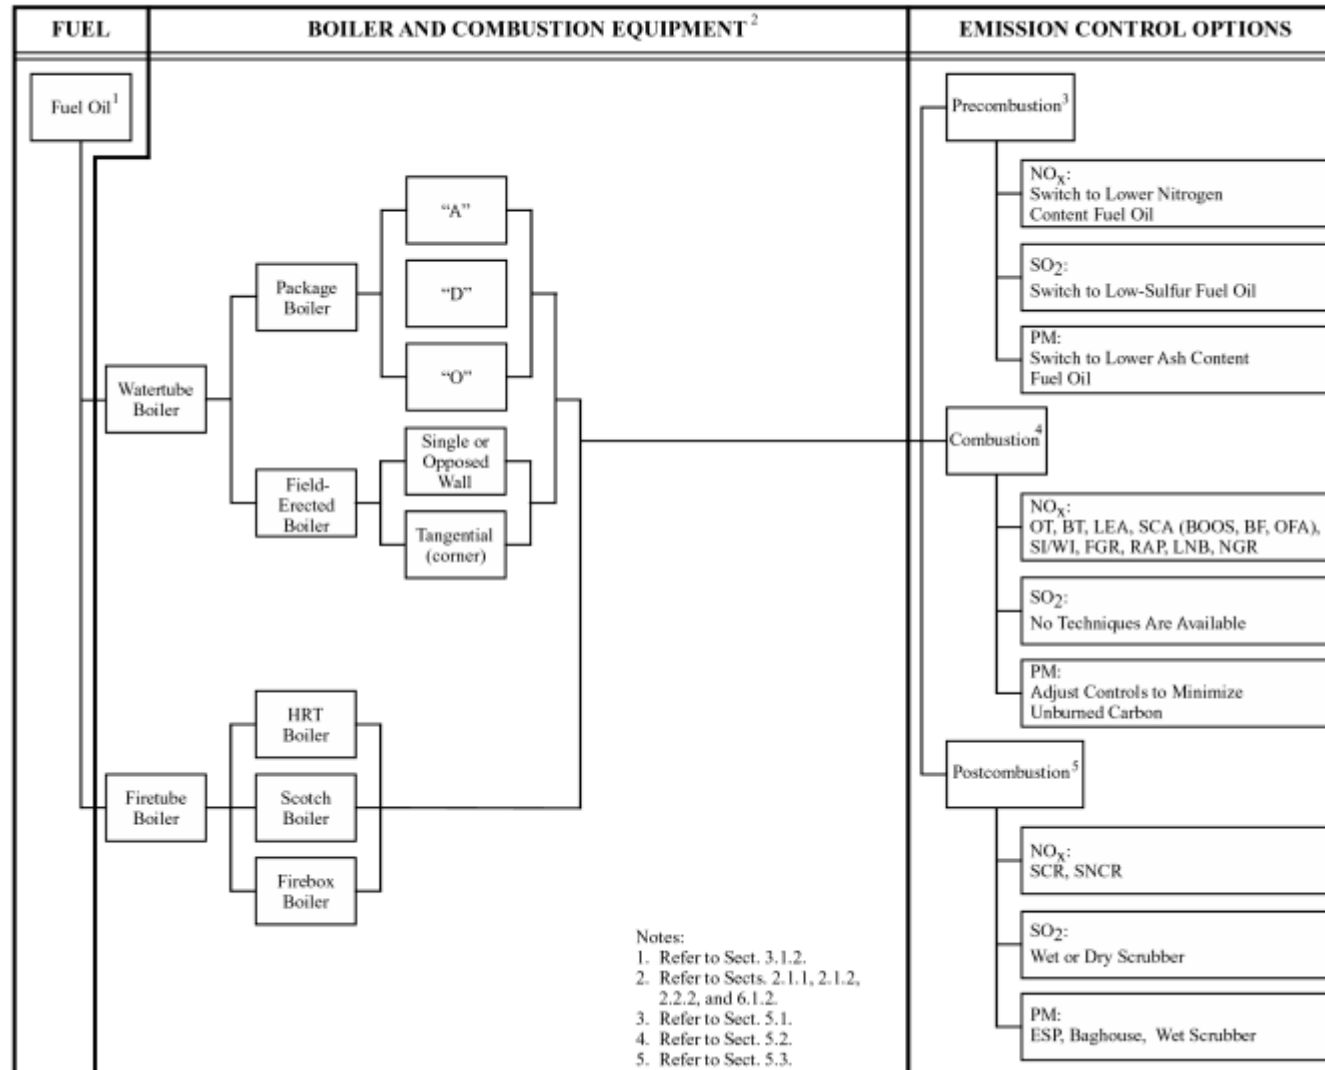 FUEL
BOILER AND COMBUSTION EQUIPMENT 2
EMISSION CONTROL OPTIONS
Fuel Oil1
Watertube
Boiler
Package
Boiler
“A”
“D”
“O”
Field-
Erected
Boiler
Single or
Opposed
Wall
Tangential
(corner)
Firetube
Boiler
HRT
Boiler
Scotch
Boiler
Firebox
Boiler
Precombustion3
NOX:
Switch to Lower Nitrogen
Content Fuel Oil
SO2:
Switch to Low-Sulfur Fuel Oil
PM:
Switch to Lower Ash Content
Fuel Oil
Combustion4
NOX:
OT, BT, LEA, SCA (BOOS, BF, OFA),
SI/WI, FGR, RAP, LNB, NGR
SO2:
No Techniques Are Available
PM:
Adjust Controls to Minimize
Unburned Carbon
Postcombustion5
NOX:
SCR, SNCR
SO2:
Wet or Dry Scrubber
PM:
ESP, Baghouse, Wet Scrubber
Notes:
1. Refer to Sect. 3.1.2.
2. Refer to Sects. 2.1.1, 2.1.2,
2.2.2, and 6.1.2.
3. Refer to Sect. 5.1.
4. Refer to Sect. 5.2.
5. Refer to Sect. 5.3.